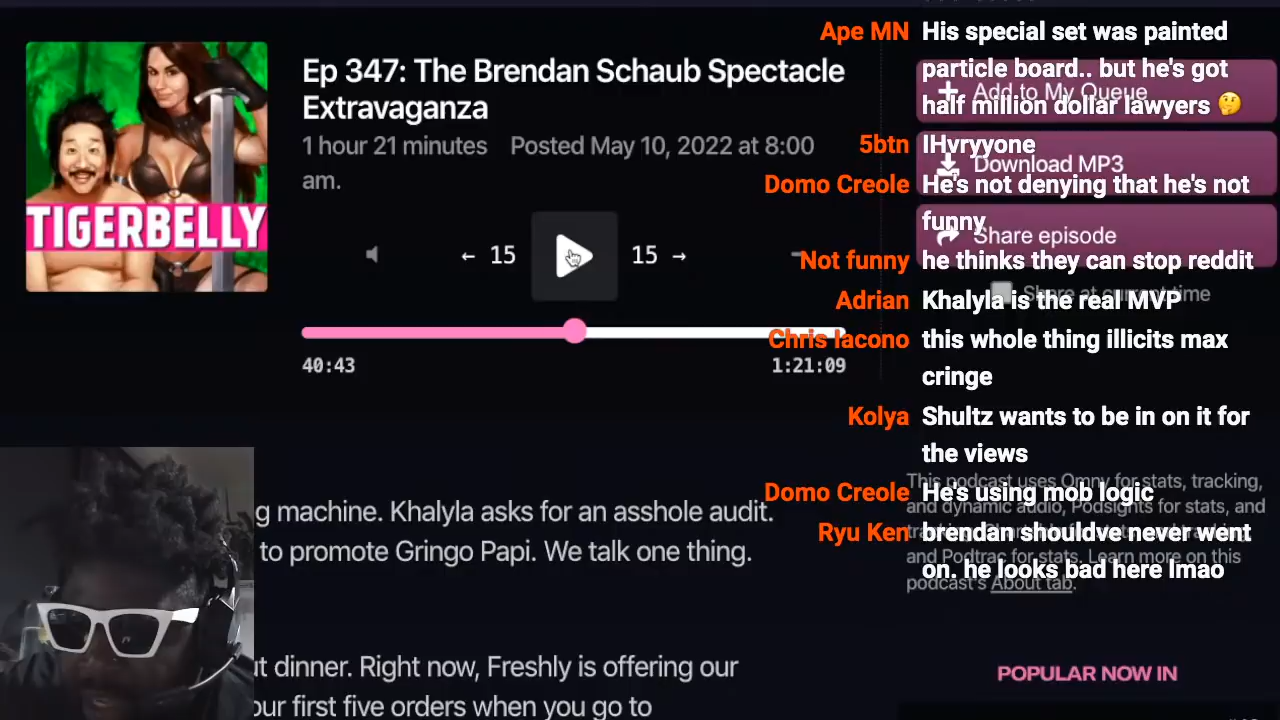 TIGERBELLY
Ep 347: The Brendan Schaub Spectacle
Extravaganza
1 hour 21 minutes Posted May 10, 2022 at 8:00
am.
← 15
15 →
40:43
1:21:09
g machine. Khalyla asks for an asshole audit.
to promote Gringo Papi. We talk one thing.
ut dinner. Right now, Freshly is offering our
our first five orders when you go to
Ape MN His special set was painted
particle board.. but he's got
half million dollar lawyers 🤔
5btn IHvryyone
Domo Creole He's not denying that he's not
funny
Not funny he thinks they can stop reddit
Adrian Khalyla is the real MVP
Chris Iacono this whole thing illicits max
cringe
Kolya Shultz wants to be in on it for
the views
Domo Creole He's using mob logic
Ryu Ken brendan shouldve never went
on. he looks bad here lmao
+ Add to My Queue
Download MP3
Share episode
Share at current time
This podcast uses Omny for stats, tracking,
and dynamic audio, Podsights for stats, and
and Podtrac for stats. Learn more on this
podcast's About tab.
POPULAR NOW IN